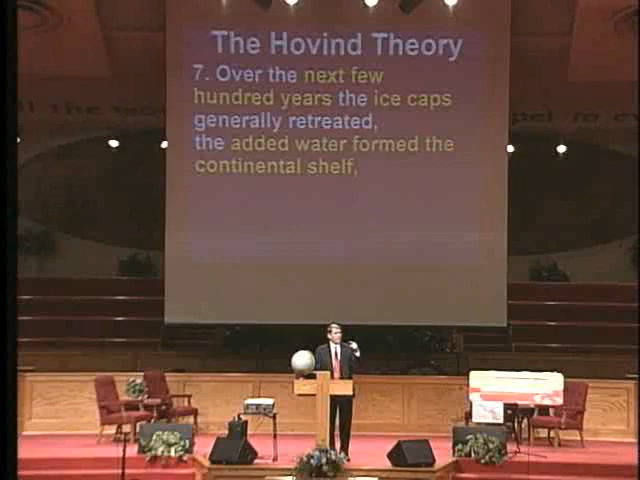 The Hovind Theory
7. Over the next few
hundred years the ice caps
generally retreated,
the added water formed the
continental shelf,